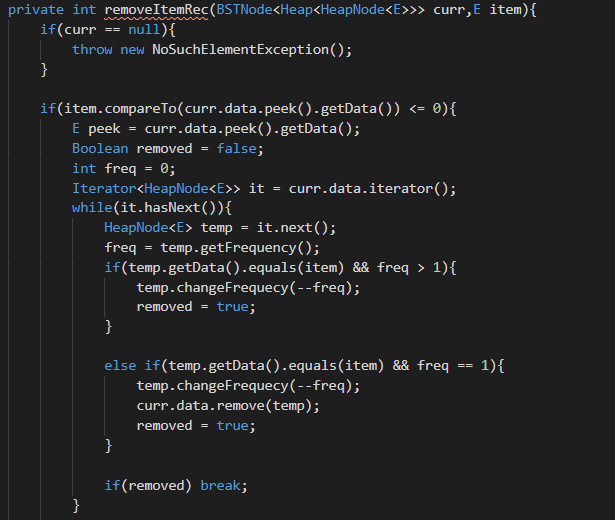 private int removeItemRec(BSTNode<Heap<HeapNode<E>>> curr,E item){
if(curr == null){
throw new NoSuchElementException();
}
if(item.compareTo(curr.data.peek().getData()) <= 0){
E peek = curr.data.peek().getData();
Boolean removed = false;
int freq = 0;
Iterator<HeapNode<E>> it = curr.data.iterator();
while(it.hasNext()){
HeapNode<E> temp = it.next();
freq = temp.getFrequency();
if(temp.getData().equals(item) && freq > 1){
temp.changeFrequecy(--freq);
removed = true;
}
else if(temp.getData().equals(item) && freq == 1){
temp.changeFrequecy(--freq);
curr.data.remove(temp);
removed = true;
}
if(removed) break;
}